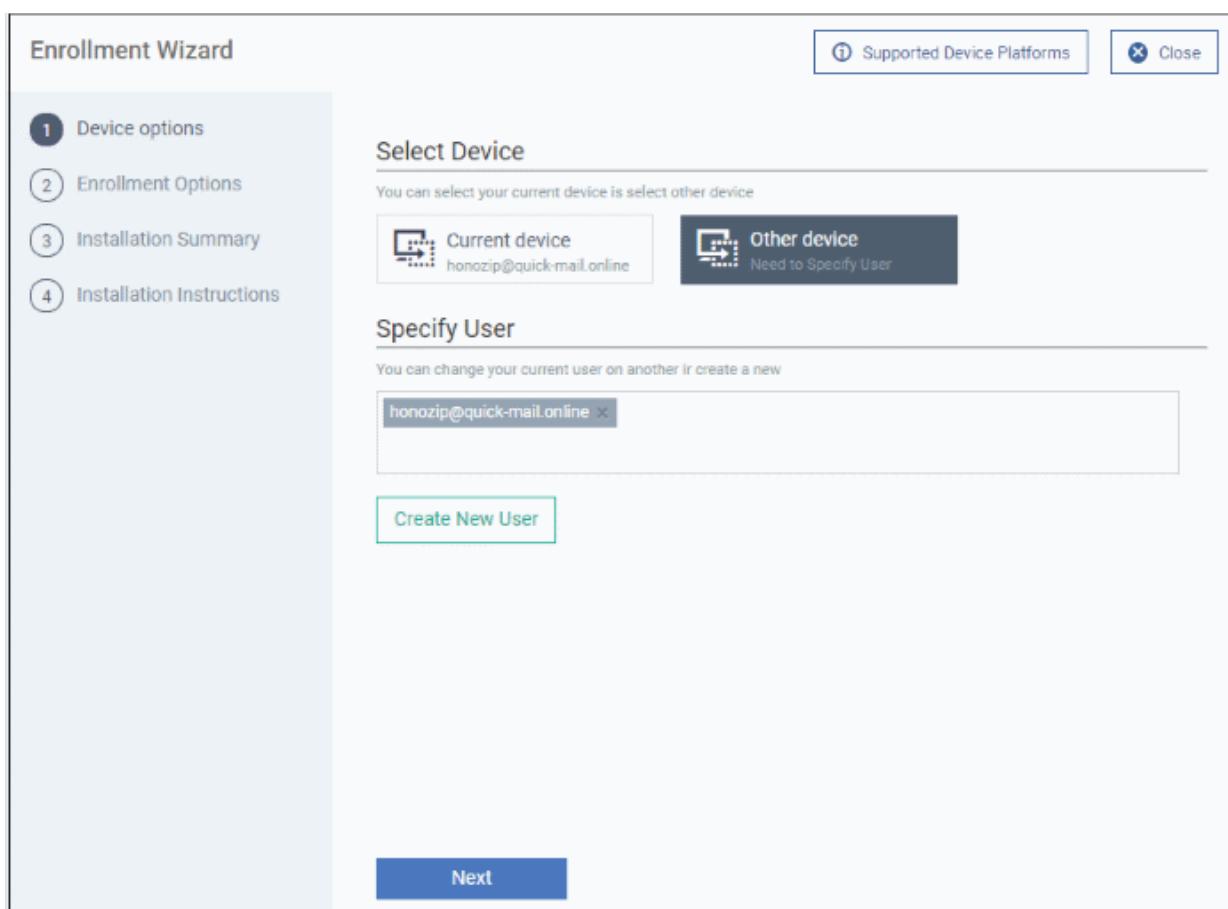 Enrollment Wizard
Supported Device Platforms
Close
1 Device options
2 Enrollment Options
3 Installation Summary
4 Installation Instructions
Select Device
You can select your current device is select other device
Current device
honozip@quick-mail.online
Other device
Need to Specify User
Specify User
You can change your current user on another ir create a new
honozip@quick-mail.online ×
Create New User
Next